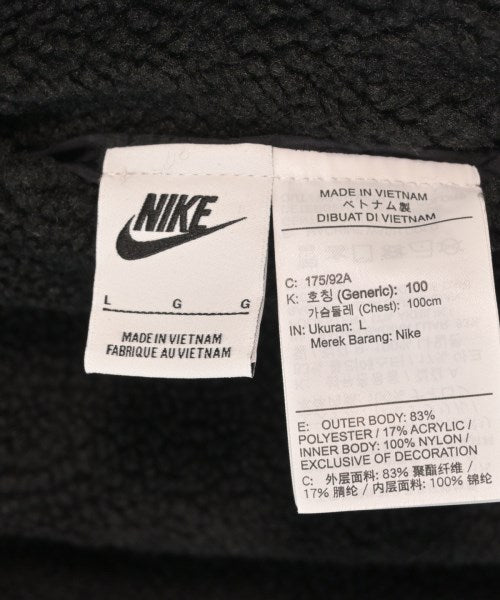 NIKE
L G G
MADE IN VIETNAM
FABRIQUE AU VIETNAM
MADE IN VIETNAM
ベトナム製
DIBUAT DI VIETNAM
C: 175/92A
K: 호칭 (Generic): 100
가슴둘레 (Chest): 100cm
IN: Ukuran: L
Merek Barang: Nike
E: OUTER BODY: 83%
POLYESTER / 17% ACRYLIC /
INNER BODY: 100% NYLON /
EXCLUSIVE OF DECORATION
C: 外层面料: 83% 聚酯纤维 /
17% 腈纶 / 内层面料: 100% 锦纶